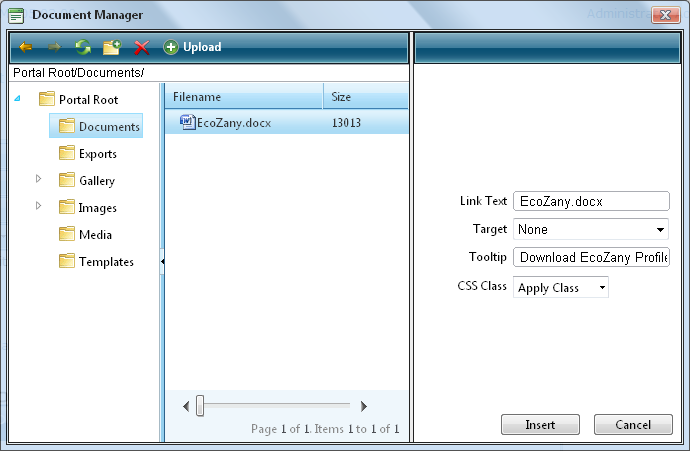 Document Manager
Upload
Portal Root/Documents/
Portal Root
Documents
Exports
Gallery
Images
Media
Templates
Filename Size
EcoZany.docx 13013
Page 1 of 1. Items 1 to 1 of 1
Link Text EcoZany.docx
Target None
Tooltip Download EcoZany Profile
CSS Class Apply Class
Insert Cancel